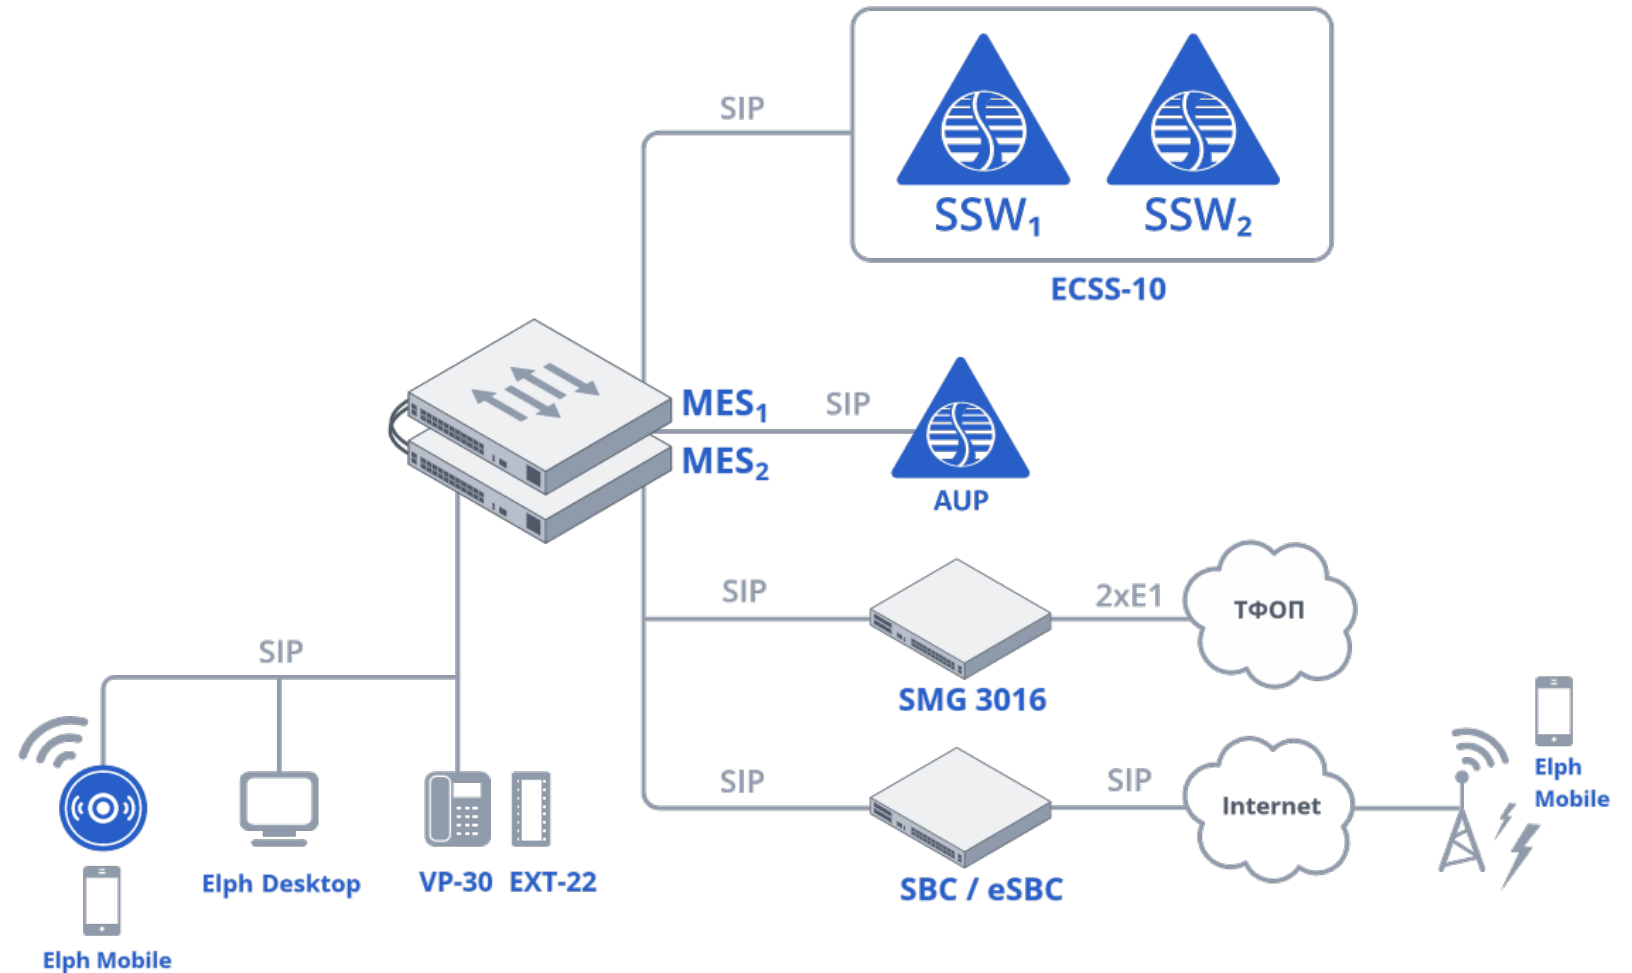 SIP
SSW₁
SSW₂
ECSS-10
MES₁
SIP
MES₂
AUP
SIP
2xE1
ТФОП
SMG 3016
SIP
SIP
SIP
Internet
Elph
Mobile
SBC / eSBC
Elph Desktop
VP-30
EXT-22
Elph Mobile